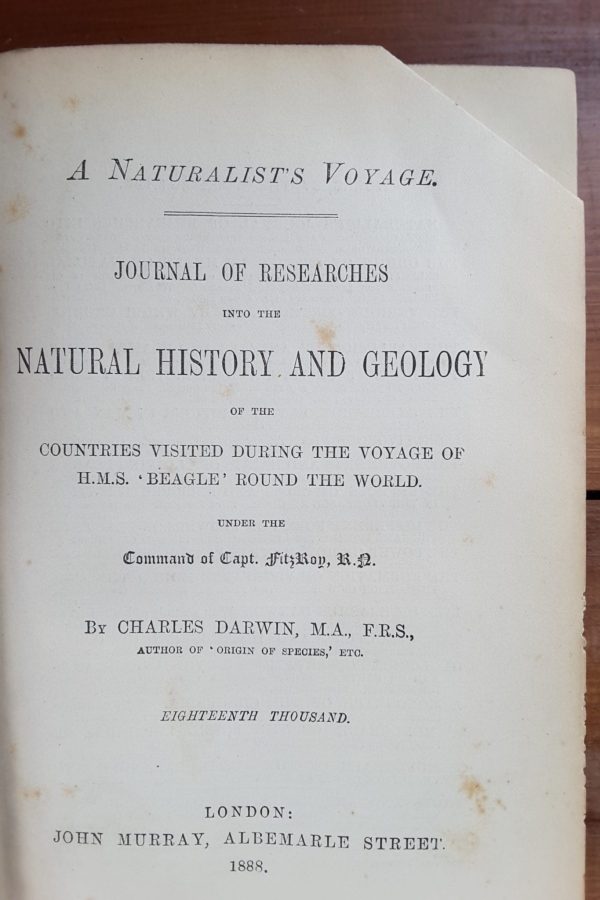 A NATURALIST'S VOYAGE.
JOURNAL OF RESEARCHES
INTO THE
NATURAL HISTORY AND GEOLOGY
OF THE
COUNTRIES VISITED DURING THE VOYAGE OF
H.M.S. ‘BEAGLE’ ROUND THE WORLD.
UNDER THE
Command of Capt. FitzRoy, R.N.
BY CHARLES DARWIN, M.A., F.R.S.,
AUTHOR OF ‘ORIGIN OF SPECIES,’ ETC.
EIGHTEENTH THOUSAND.
LONDON:
JOHN MURRAY, ALBEMARLE STREET.
1888.